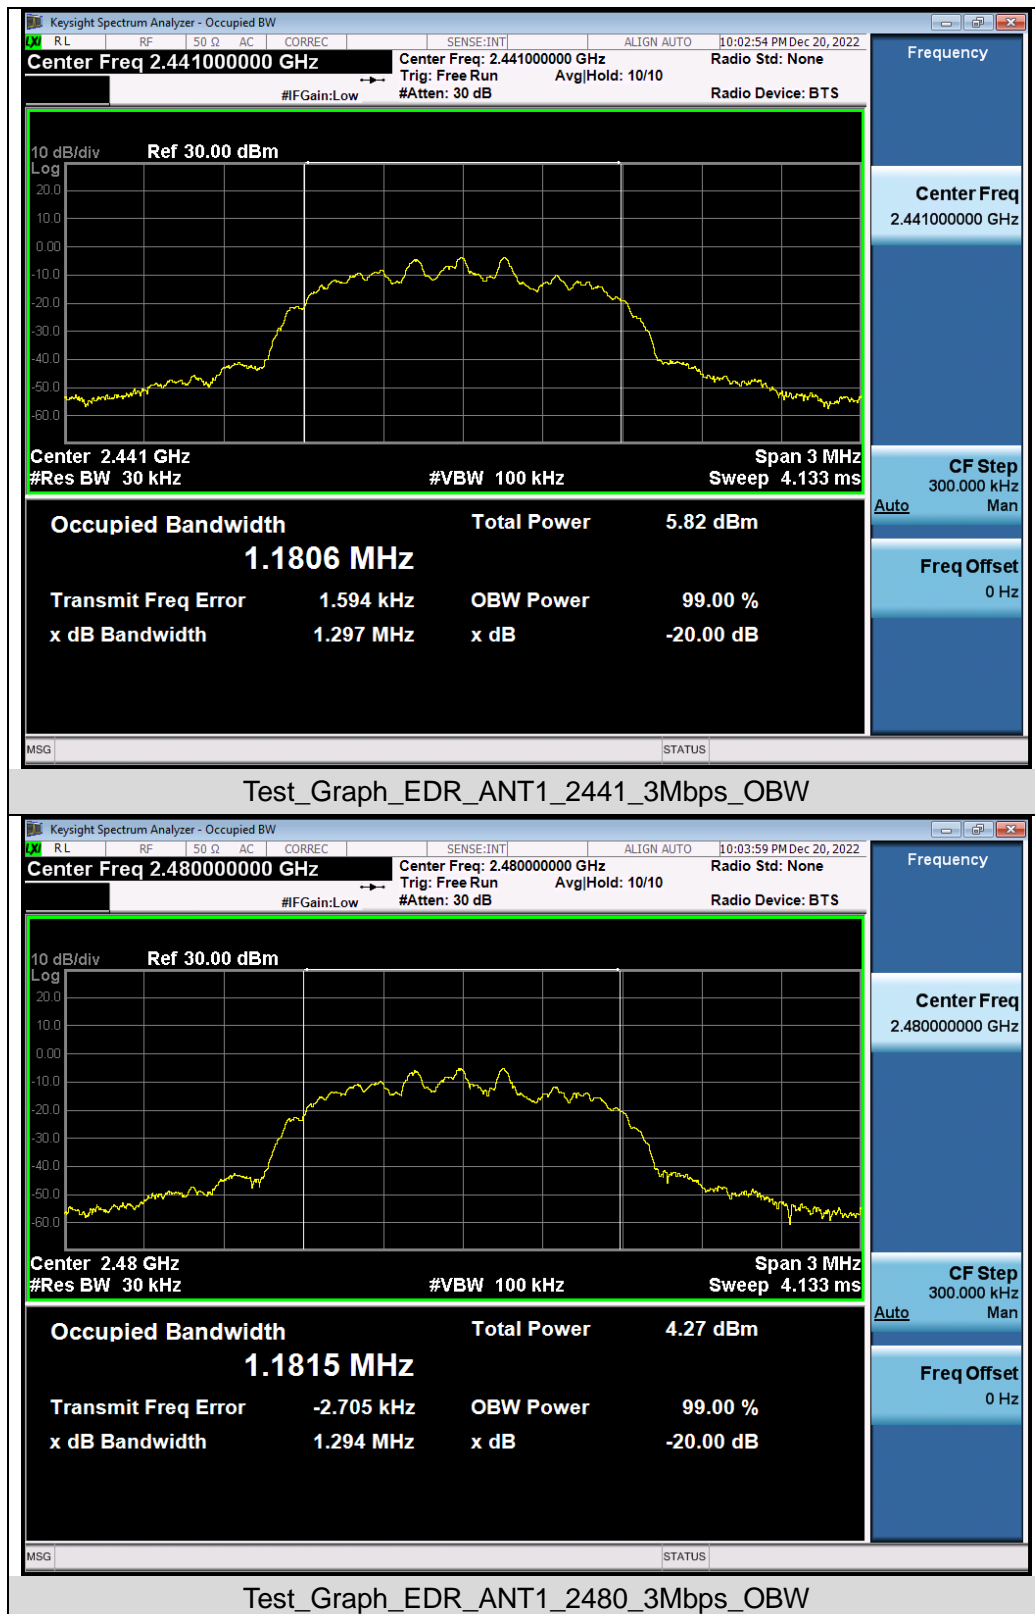 Keysight Spectrum Analyzer - Occupied BW
LXI RL RF 50 Ω AC CORREC SENSE:INT ALIGN AUTO 10:02:54 PM Dec 20, 2022
Center Freq 2.441000000 GHz
Center Freq: 2.441000000 GHz Radio Std: None
Trig: Free Run Avg|Hold: 10/10
#IFGain:Low #Atten: 30 dB Radio Device: BTS
Frequency
10 dB/div Ref 30.00 dBm
Log
20.0
10.0
0.00
-10.0
-20.0
-30.0
-40.0
-50.0
-60.0
Center 2.441 GHz Span 3 MHz
#Res BW 30 kHz #VBW 100 kHz Sweep 4.133 ms
Center Freq
2.441000000 GHz
CF Step
300.000 kHz
Auto Man
Freq Offset
0 Hz
Occupied Bandwidth Total Power 5.82 dBm
1.1806 MHz
Transmit Freq Error 1.594 kHz OBW Power 99.00 %
x dB Bandwidth 1.297 MHz x dB -20.00 dB
MSG STATUS
Test_Graph_EDR_ANT1_2441_3Mbps_OBW
Keysight Spectrum Analyzer - Occupied BW
LXI RL RF 50 Ω AC CORREC SENSE:INT ALIGN AUTO 10:03:59 PM Dec 20, 2022
Center Freq 2.480000000 GHz
Center Freq: 2.480000000 GHz Radio Std: None
Trig: Free Run Avg|Hold: 10/10
#IFGain:Low #Atten: 30 dB Radio Device: BTS
Frequency
10 dB/div Ref 30.00 dBm
Log
20.0
10.0
0.00
-10.0
-20.0
-30.0
-40.0
-50.0
-60.0
Center 2.48 GHz Span 3 MHz
#Res BW 30 kHz #VBW 100 kHz Sweep 4.133 ms
Center Freq
2.480000000 GHz
CF Step
300.000 kHz
Auto Man
Freq Offset
0 Hz
Occupied Bandwidth Total Power 4.27 dBm
1.1815 MHz
Transmit Freq Error -2.705 kHz OBW Power 99.00 %
x dB Bandwidth 1.294 MHz x dB -20.00 dB
MSG STATUS
Test_Graph_EDR_ANT1_2480_3Mbps_OBW